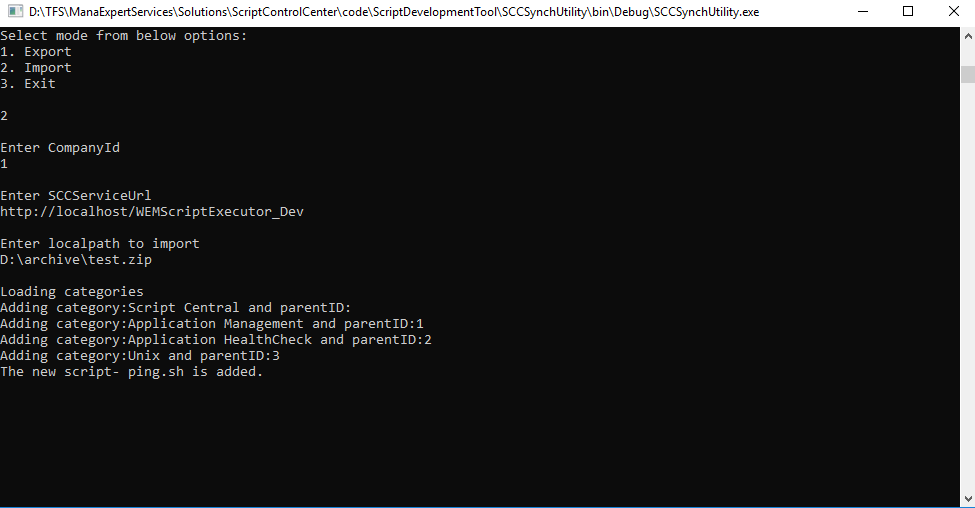 D:\TFS\ManaExpertServices\Solutions\ScriptControlCenter\code\ScriptDevelopmentTool\SCCSynchUtility\bin\Debug\SCCSynchUtility.exe
Select mode from below options:
1. Export
2. Import
3. Exit
2
Enter CompanyId
1
Enter SCCServiceUrl
http://localhost/WEMScriptExecutor_Dev
Enter localpath to import
D:\archive\test.zip
Loading categories
Adding category:Script Central and parentID:
Adding category:Application Management and parentID:1
Adding category:Application HealthCheck and parentID:2
Adding category:Unix and parentID:3
The new script- ping.sh is added.